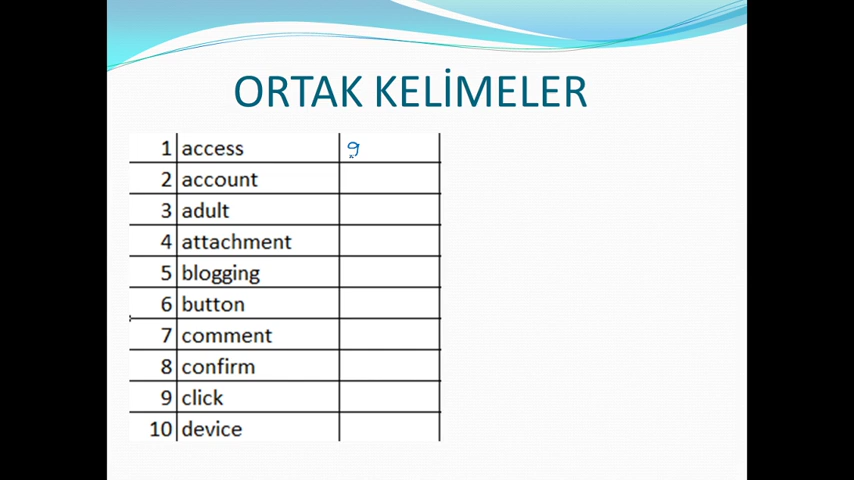 ORTAK KELİMELER
1 access g
2 account
3 adult
4 attachment
5 blogging
6 button
7 comment
8 confirm
9 click
10 device